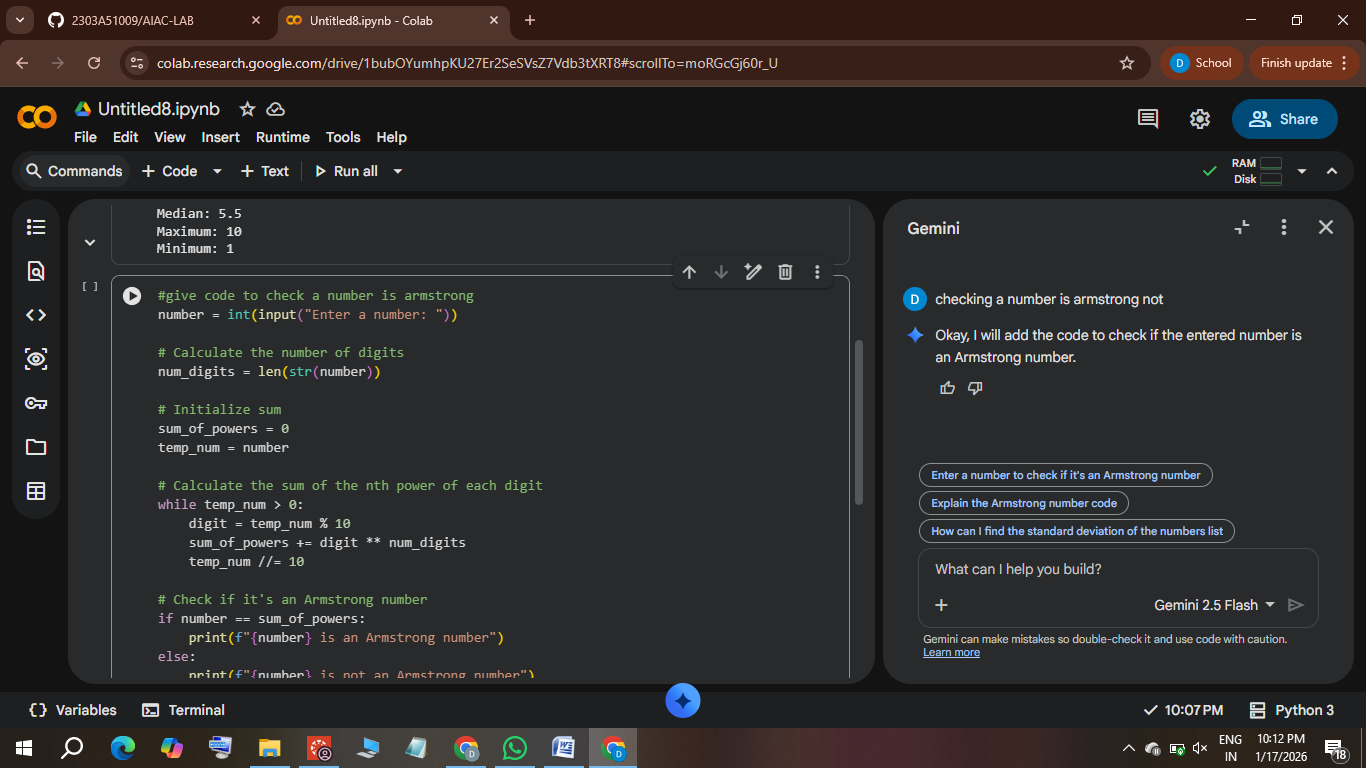 2303A51009/AIAC-LAB
Untitled8.ipynb - Colab
colab.research.google.com/drive/1bubOYumhpKU27Er2SeSVsZ7Vdb3tXRT8#scrollTo=moRGcGj60r_U
D School
Finish update
Untitled8.ipynb
File Edit View Insert Runtime Tools Help
Share
Commands + Code + Text Run all
RAM
Disk
Median: 5.5
Maximum: 10
Minimum: 1
[ ]
#give code to check a number is armstrong
number = int(input("Enter a number: "))
# Calculate the number of digits
num_digits = len(str(number))
# Initialize sum
sum_of_powers = 0
temp_num = number
# Calculate the sum of the nth power of each digit
while temp_num > 0:
    digit = temp_num % 10
    sum_of_powers += digit ** num_digits
    temp_num //= 10
# Check if it's an Armstrong number
if number == sum_of_powers:
    print(f"{number} is an Armstrong number")
else:
    print(f"{number} is not an Armstrong number")
Gemini
D checking a number is armstrong not
Okay, I will add the code to check if the entered number is
an Armstrong number.
Enter a number to check if it's an Armstrong number
Explain the Armstrong number code
How can I find the standard deviation of the numbers list
What can I help you build?
+ Gemini 2.5 Flash
Gemini can make mistakes so double-check it and use code with caution.
Learn more
{} Variables Terminal
10:07 PM Python 3
ENG
IN
10:12 PM
1/17/2026
18